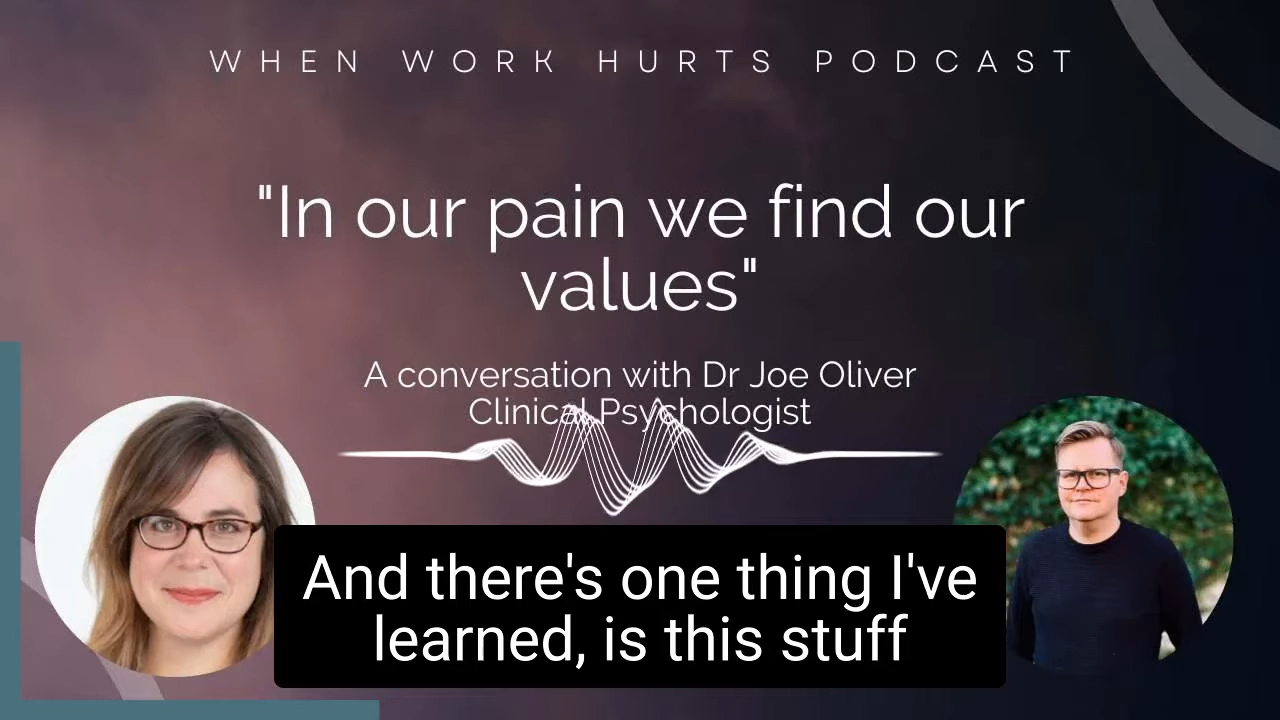 WHEN WORK HURTS PODCAST
"In our pain we find our
values"
A conversation with Dr Joe Oliver
Clinical Psychologist
And there's one thing I've
learned, is this stuff